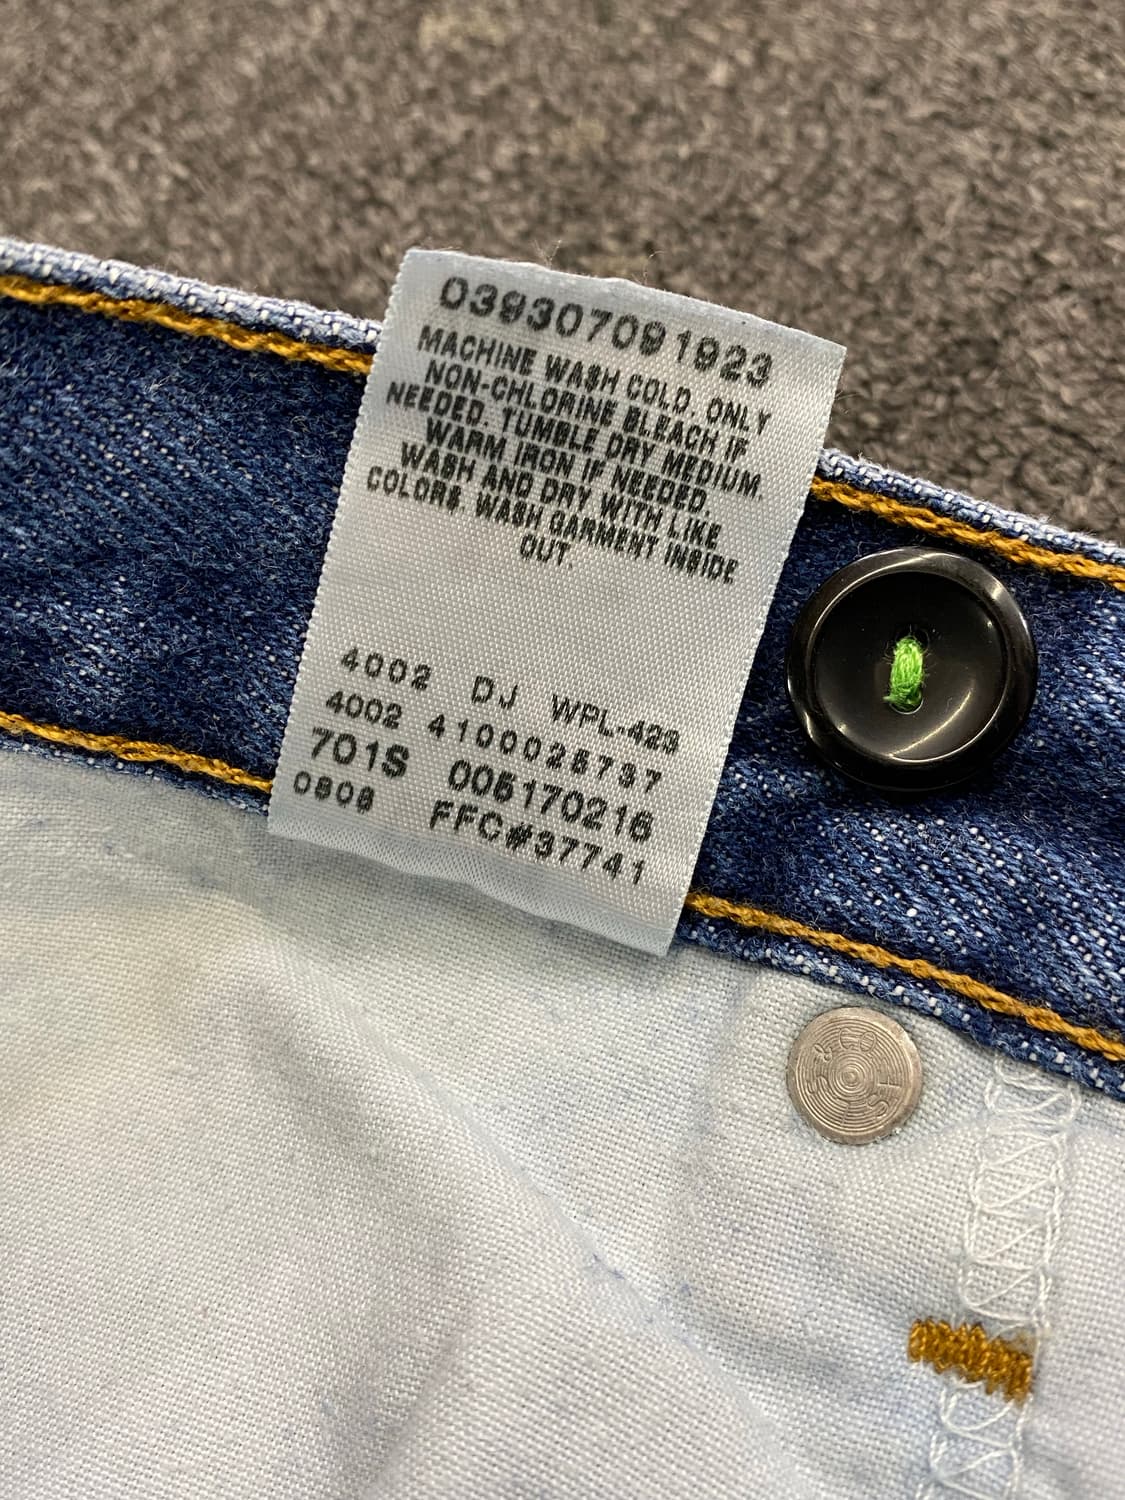 039307091923
MACHINE WASH COLD. ONLY
NON-CHLORINE BLEACH IF
NEEDED. TUMBLE DRY MEDIUM.
WARM IRON IF NEEDED.
WASH AND DRY WITH LIKE
COLORS. WASH GARMENT INSIDE
OUT.
4002 DJ WPL-423
4002 4100026737
701S 005170216
0808 FFC#37741